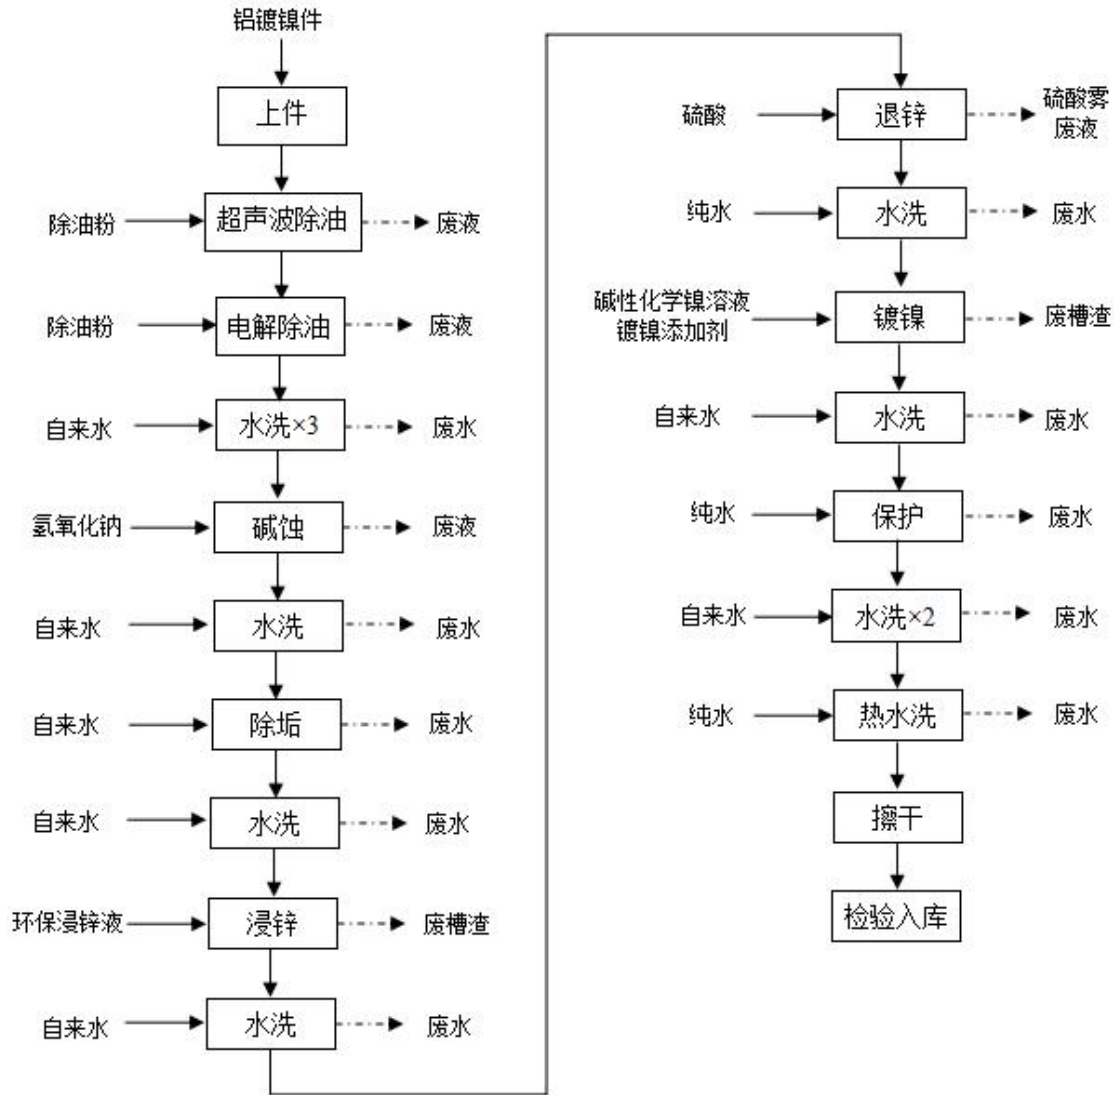 铝镀镍件
上件
除油粉 超声波除油 废液
除油粉 电解除油 废液
自来水 水洗×3 废水
氢氧化钠 碱蚀 废液
自来水 水洗 废水
自来水 除垢 废水
自来水 水洗 废水
环保浸锌液 浸锌 废槽渣
自来水 水洗 废水
硫酸 退锌 硫酸雾
废液
纯水 水洗 废水
碱性化学镍溶液
镀镍添加剂
镀镍 废槽渣
自来水 水洗 废水
纯水 保护 废水
自来水 水洗×2 废水
纯水 热水洗 废水
擦干
检验入库